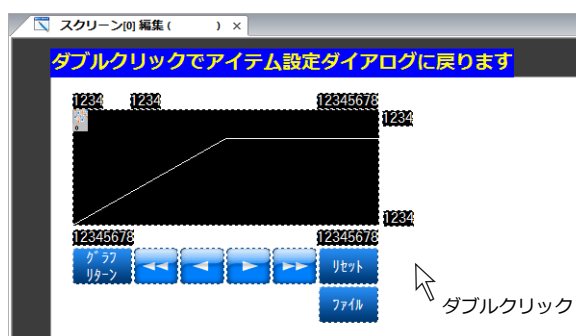 スクリーン[0] 編集 (     ) ×
ダブルクリックでアイテム設定ダイアログに戻ります
1234 1234 12345678
1234
0
1234
12345678 12345678
グラフ
リターン
リセット
ファイル
ダブルクリック